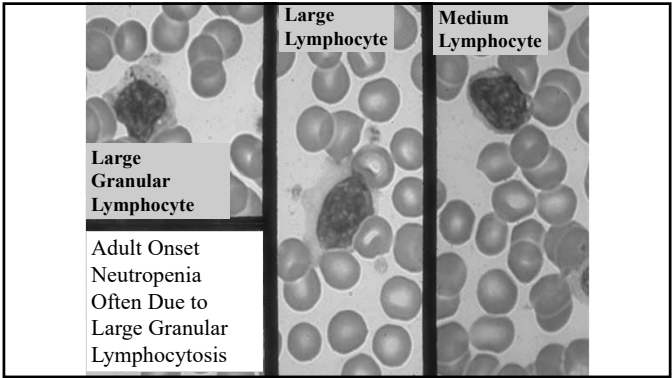 Large
Granular
Lymphocyte
Adult Onset
Neutropenia
Often Due to
Large Granular
Lymphocytosis
Large
Lymphocyte
Medium
Lymphocyte